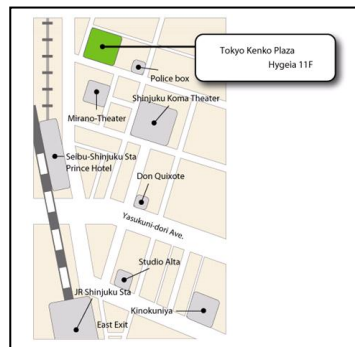 Tokyo Kenko Plaza
Hygeia 11F
Police box
Shinjuku Koma Theater
Mirano-Theater
Seibu-Shinjuku Sta
Prince Hotel
Don Quixote
Yasukuni-dori Ave.
Studio Alta
JR Shinjuku Sta
Kinokuniya
East Exit